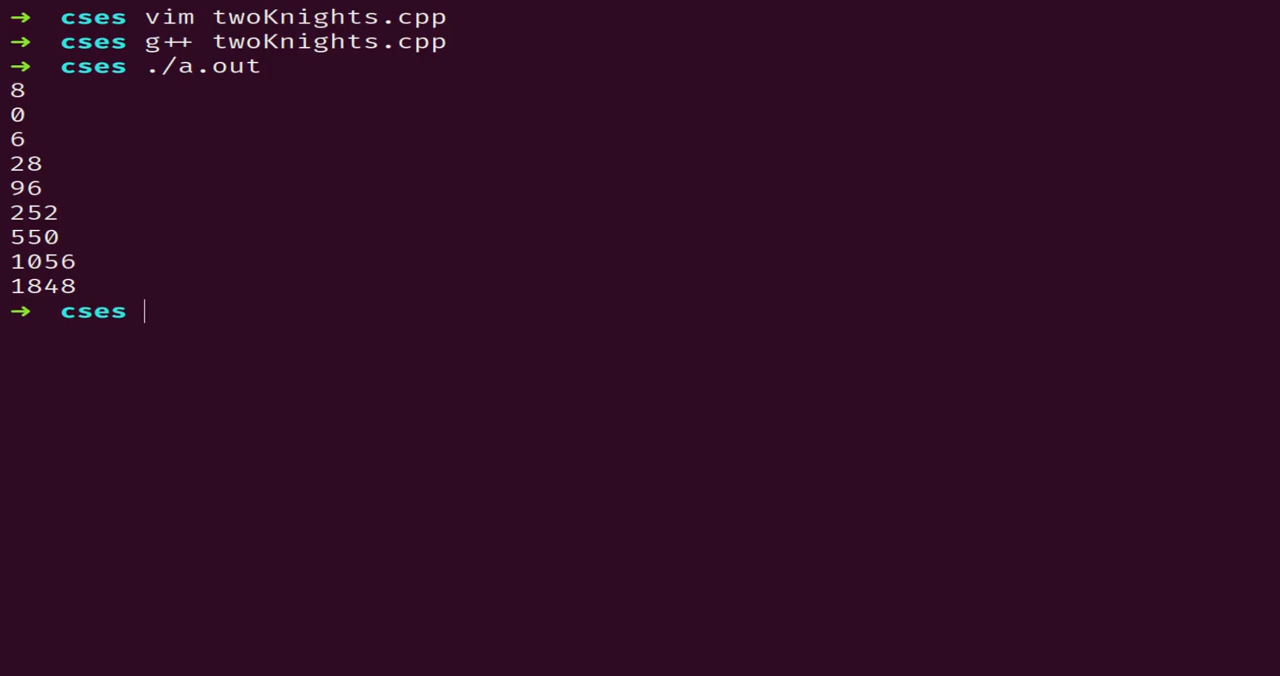 → cses vim twoKnights.cpp
→ cses g++ twoKnights.cpp
→ cses ./a.out
8
0
6
28
96
252
550
1056
1848
→ cses